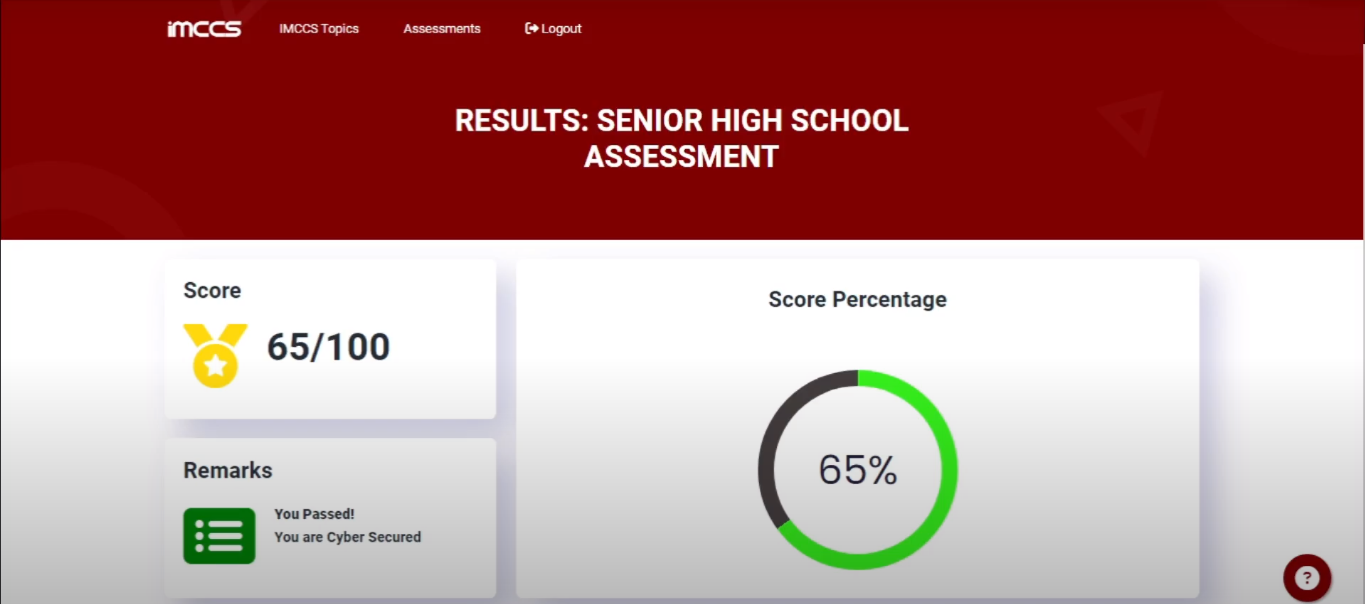 iMCCS IMCCS Topics Assessments Logout
RESULTS: SENIOR HIGH SCHOOL
ASSESSMENT
Score
65/100
Remarks
You Passed!
You are Cyber Secured
Score Percentage
65%
?